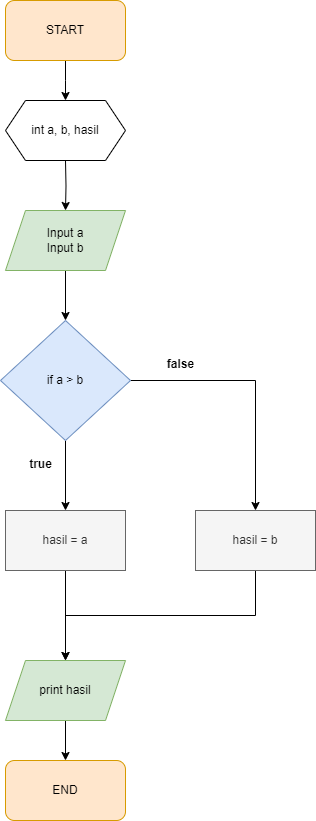 START
int a, b, hasil
Input a
Input b
if a > b
false
true
hasil = a
hasil = b
print hasil
END